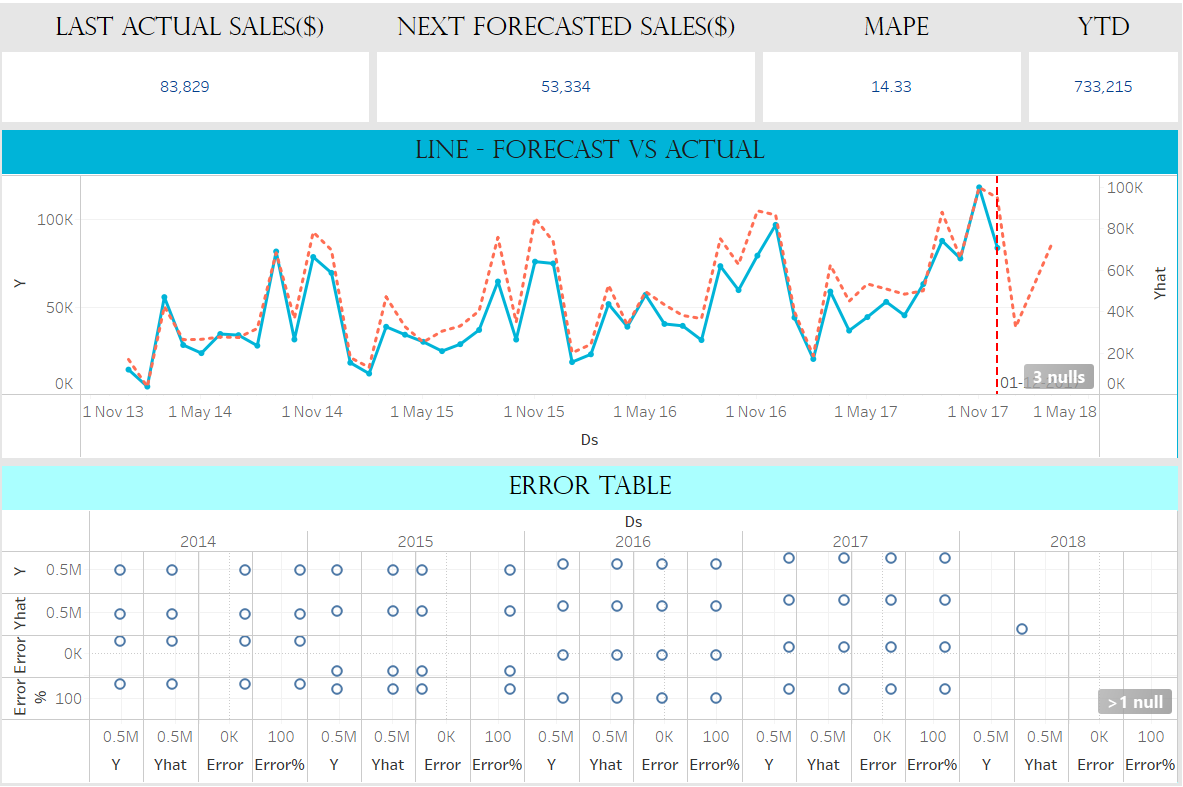 LAST ACTUAL SALES($) NEXT FORECASTED SALES($) MAPE YTD
83,829 53,334 14.33 733,215
LINE - FORECAST VS ACTUAL
100K 50K 0K
Y
100K 80K 60K 40K 20K 0K
Yhat
3 nulls
1 Nov 13 1 May 14 1 Nov 14 1 May 15 1 Nov 15 1 May 16 1 Nov 16 1 May 17 1 Nov 17 1 May 18
Ds
ERROR TABLE
Ds
2014 2015 2016 2017 2018
Y 0.5M
Yhat 0.5M
Error 0K
Error % 100
>1 null
0.5M 0.5M 0K 100 0.5M 0.5M 0K 100 0.5M 0.5M 0K 100 0.5M 0.5M 0K 100 0.5M 0.5M 0K 100
Y Yhat Error Error% Y Yhat Error Error% Y Yhat Error Error% Y Yhat Error Error% Y Yhat Error Error%